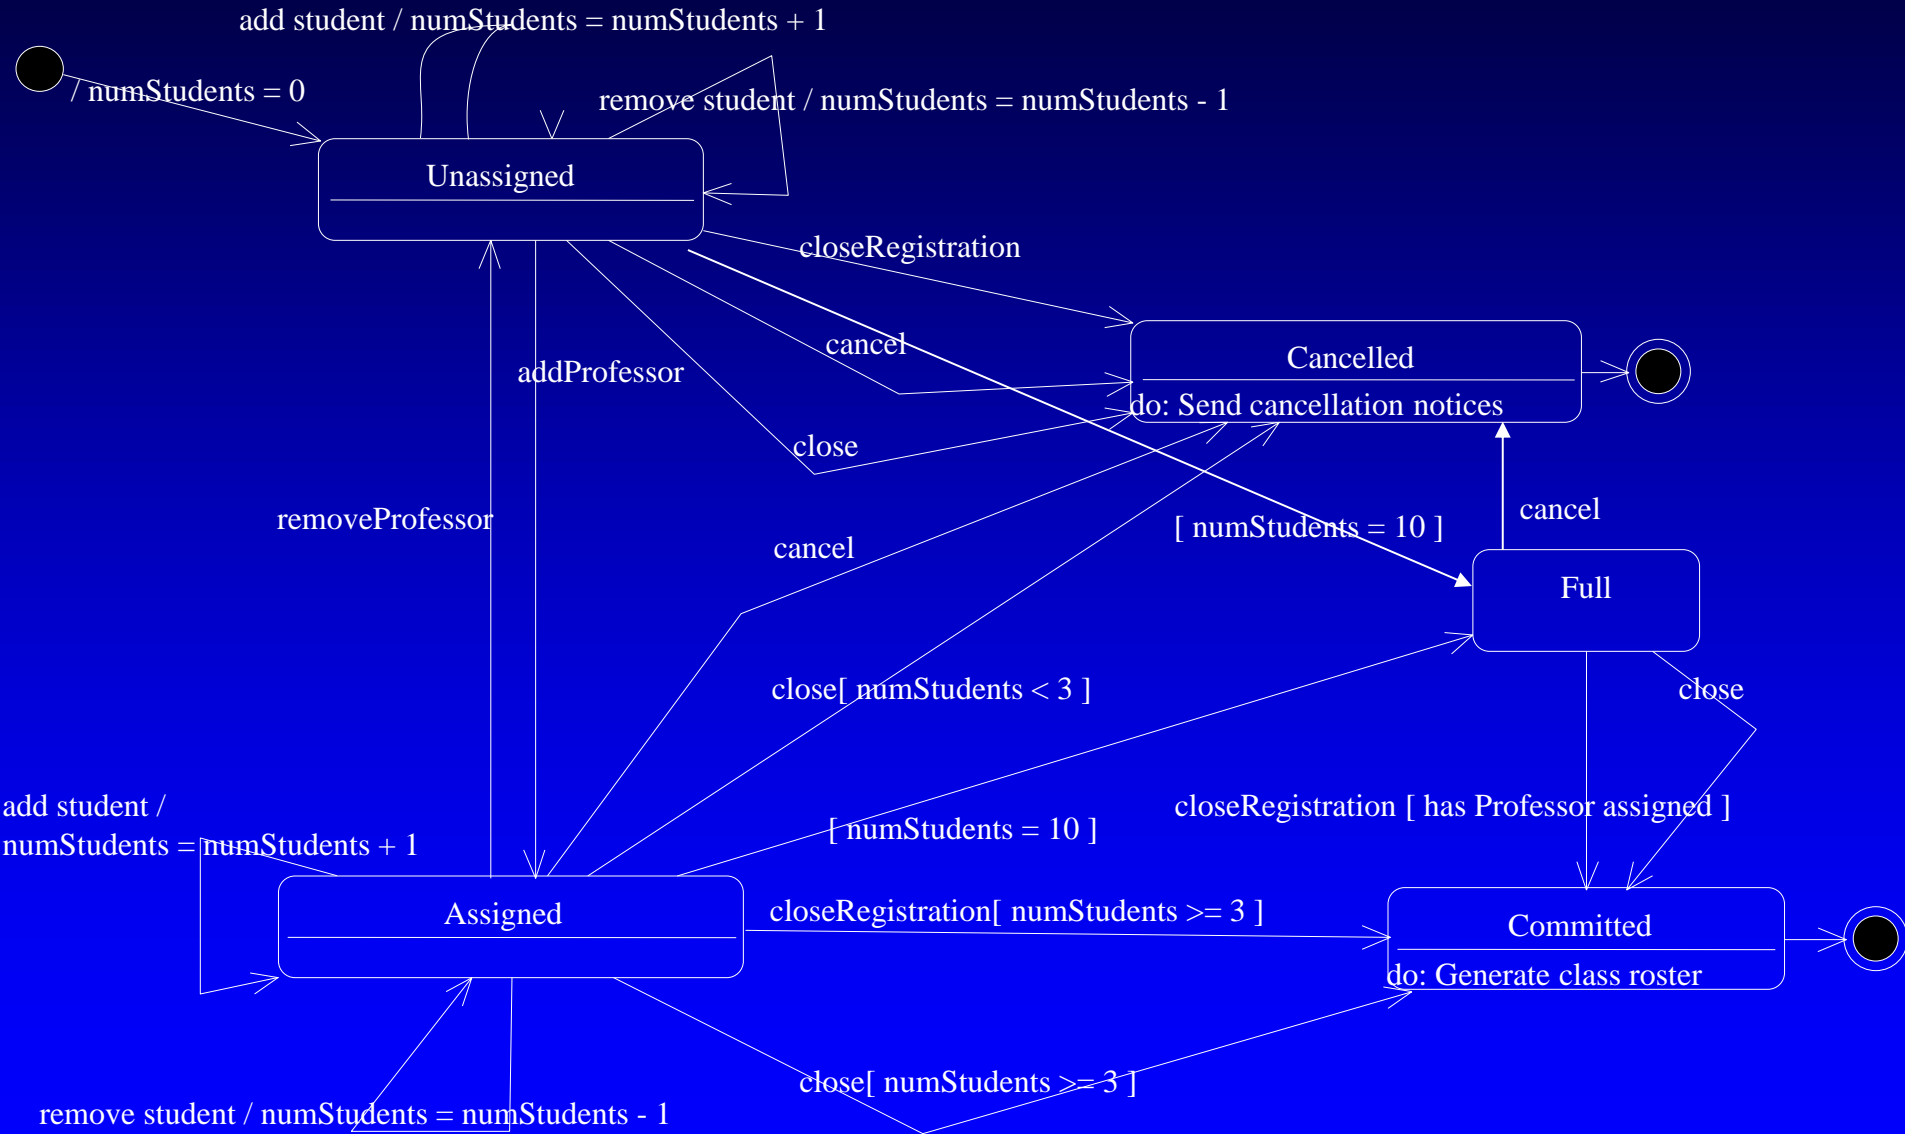 add student / numStudents = numStudents + 1
/ numStudents = 0
remove student / numStudents = numStudents - 1
Unassigned
closeRegistration
cancel
Cancelled
addProfessor
do: Send cancellation notices
close
removeProfessor
cancel
[ numStudents = 10 ]
cancel
Full
close[ numStudents < 3 ]
close
add student /
numStudents = numStudents + 1
closeRegistration [ has Professor assigned ]
[ numStudents = 10 ]
Assigned
closeRegistration[ numStudents >= 3 ]
Committed
do: Generate class roster
close[ numStudents >= 3 ]
remove student / numStudents = numStudents - 1